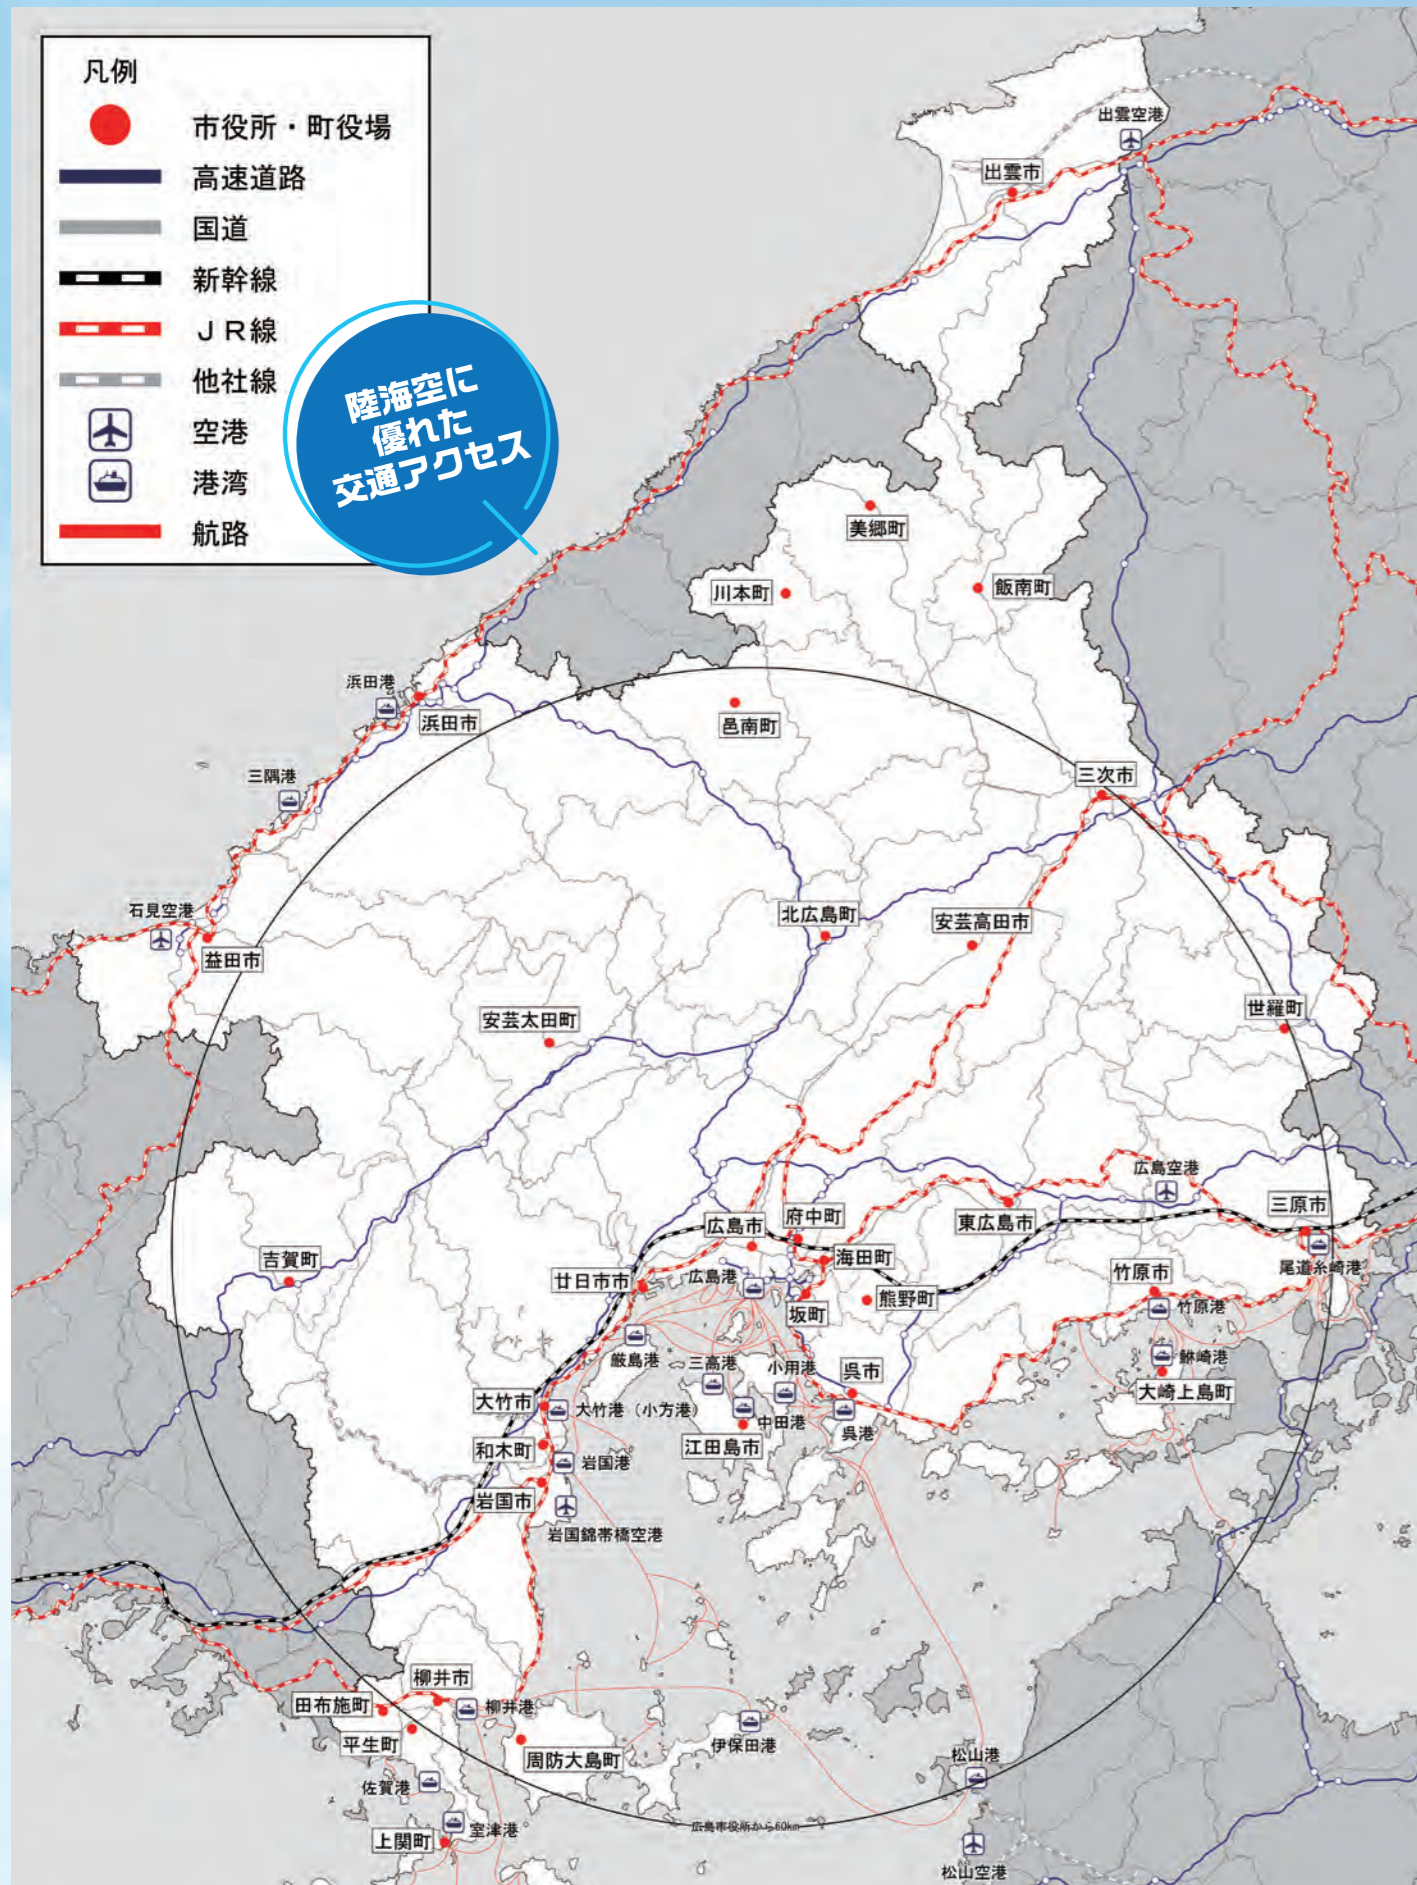 凡例
市役所・町役場
高速道路
国道
新幹線
ＪＲ線
他社線
空港
港湾
航路
陸海空に
優れた
交通アクセス
出雲空港
出雲市
美郷町
川本町
飯南町
浜田港
浜田市
邑南町
三隅港
三次市
石見空港
益田市
北広島町
安芸高田市
安芸太田町
世羅町
広島空港
三原市
府中町
広島市
東広島市
海田町
吉賀町
廿日市市
広島港
尾道糸崎港
竹原市
熊野町
坂町
竹原港
厳島港
三高港
小用港
鮴崎港
大崎上島町
呉市
大竹市
大竹港（小方港）
中田港
呉港
江田島市
和木町
岩国港
岩国市
岩国錦帯橋空港
柳井市
田布施町
柳井港
平生町
周防大島町
伊保田港
松山港
佐賀港
室津港
上関町
広島市役所から60km
松山空港